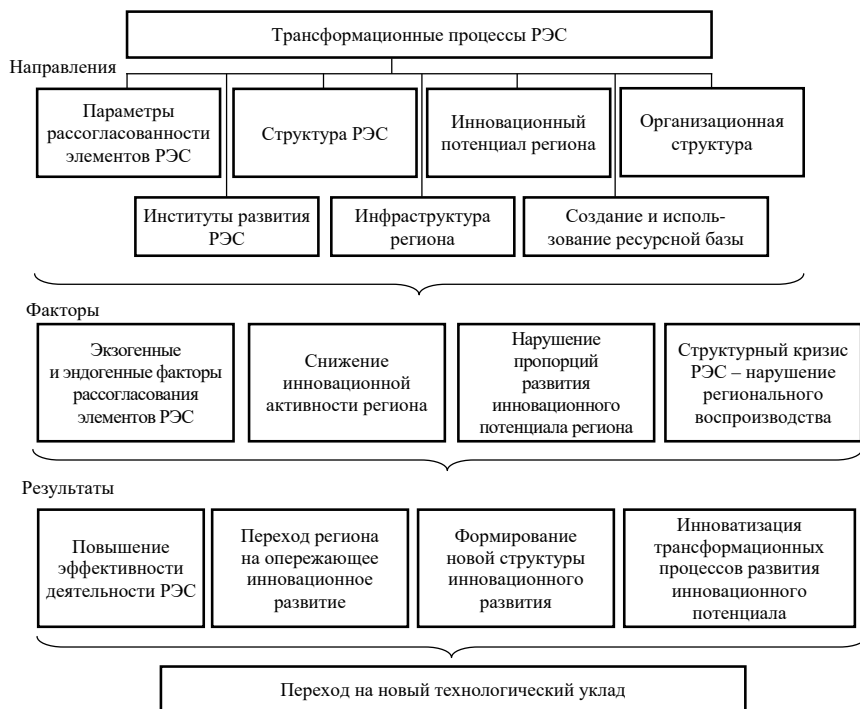 Трансформационные процессы РЭС
Направления
Параметры
рассогласованности
элементов РЭС
Структура РЭС
Инновационный
потенциал региона
Организационная
структура
Институты развития
РЭС
Инфраструктура
региона
Создание и исполь-
зование ресурсной базы
Факторы
Экзогенные
и эндогенные факторы
рассогласования
элементов РЭС
Снижение
инновационной
активности региона
Нарушение
пропорций
развития
инновационного
потенциала региона
Структурный кризис
РЭС – нарушение
регионального
воспроизводства
Результаты
Повышение
эффективности
деятельности РЭС
Переход региона
на опережающее
инновационное
развитие
Формирование
новой структуры
инновационного
развития
Инноватизация
трансформационных
процессов развития
инновационного
потенциала
Переход на новый технологический уклад